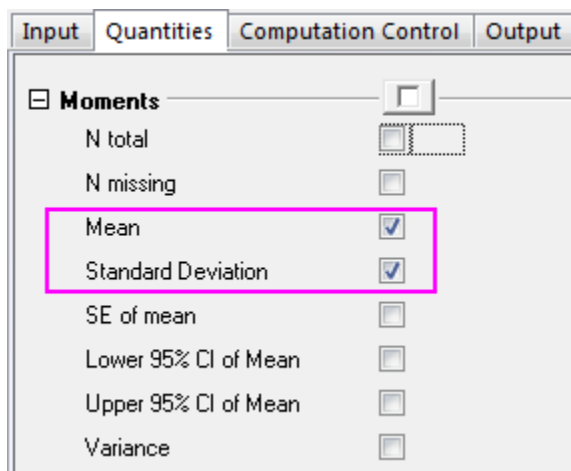 Input Quantities Computation Control Output
Moments
N total
N missing
Mean
Standard Deviation
SE of mean
Lower 95% CI of Mean
Upper 95% CI of Mean
Variance